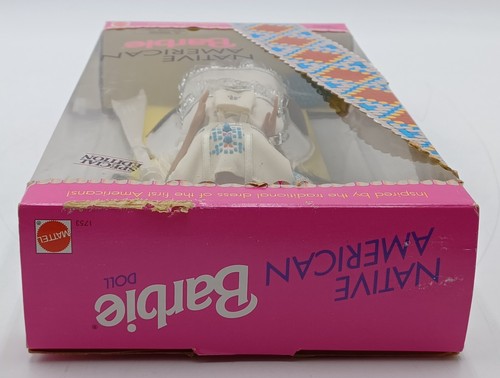 NATIVE
AMERICAN
Barbie
SPECIAL
EDITION
Inspired by the traditional dress of the first Americans!
NATIVE
AMERICAN
Barbie®
DOLL
MATTEL
1753